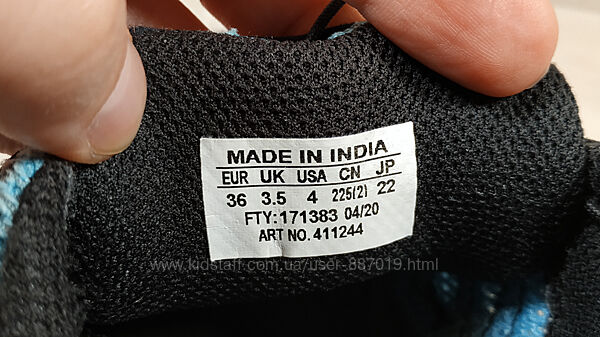 MADE IN INDIA
EUR UK USA CN JP
36 3.5 4 225(2) 22
FTY:171383 04/20
ART NO. 411244
www.kidstaff.com.ua/user-887019.html